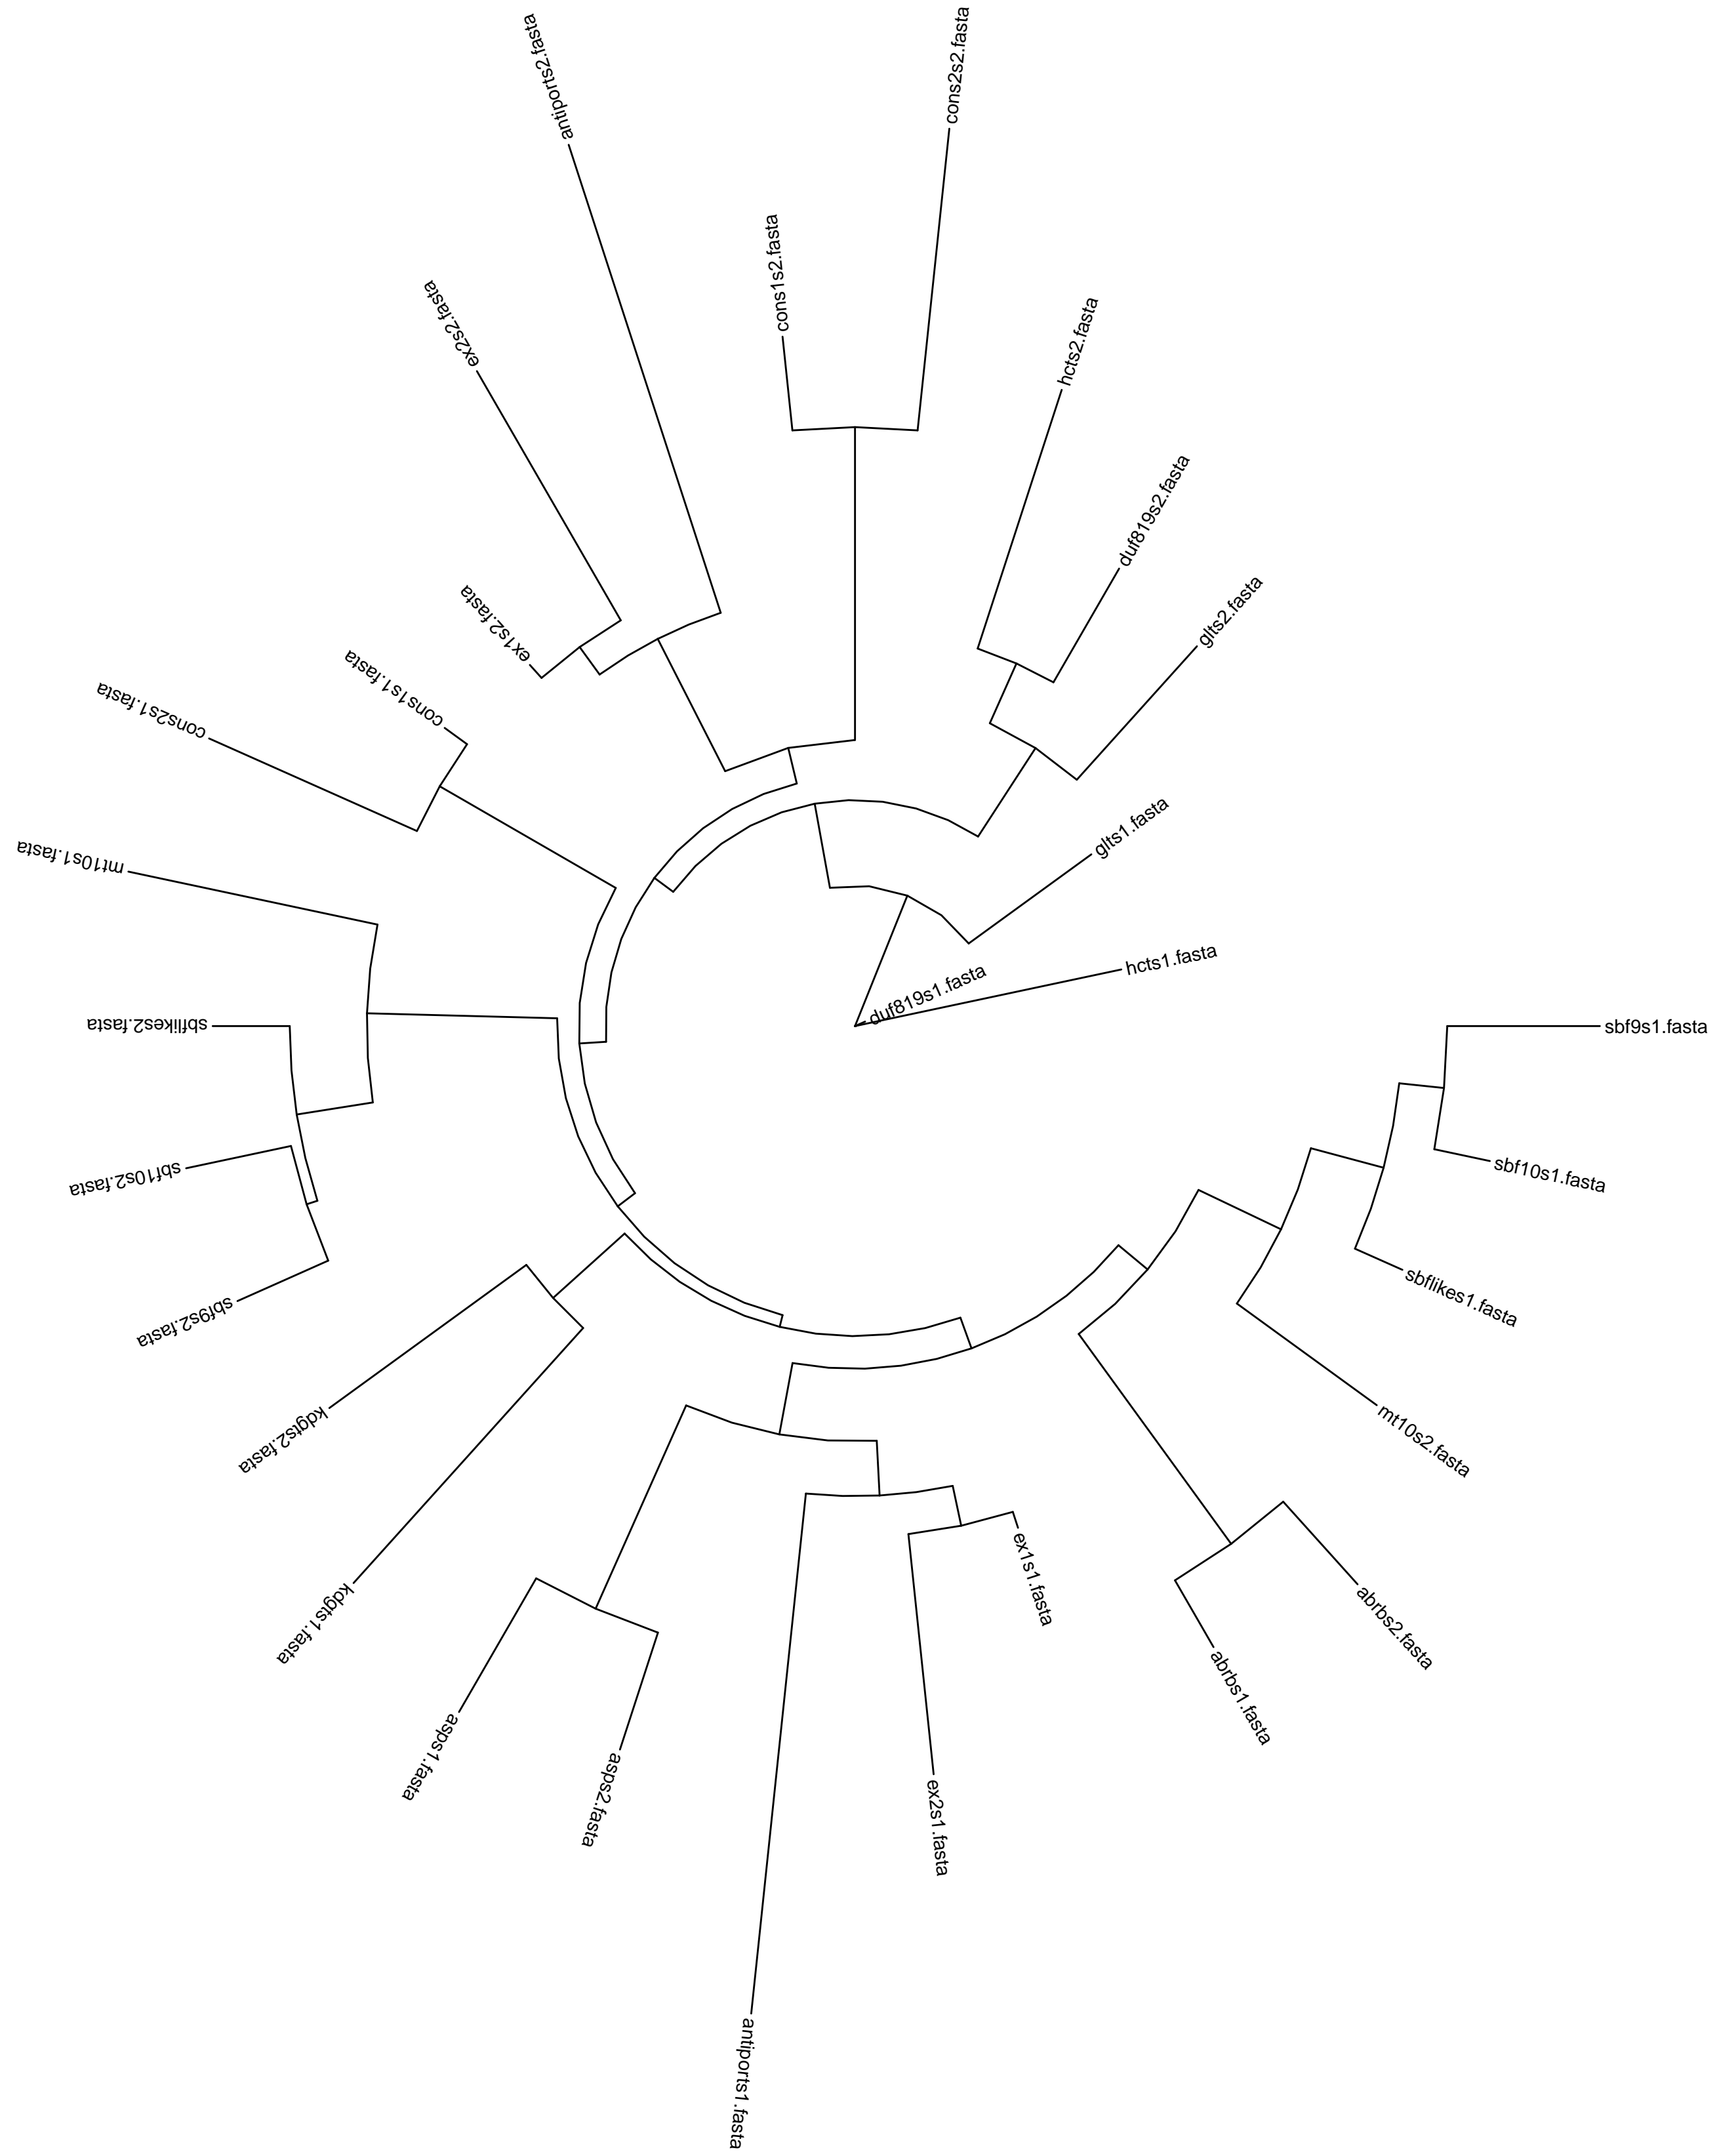 antiports2.fasta
cons2s2.fasta
cons1s2.fasta
ex2s2.fasta
hcts2.fasta
duf819s2.fasta
glts2.fasta
ex1s2.fasta
cons1s1.fasta
cons2s1.fasta
glts1.fasta
mt10s1.fasta
hcts1.fasta
duf819s1.fasta
sbflikes2.fasta
sbf9s1.fasta
sbf10s2.fasta
sbf10s1.fasta
sbflikes1.fasta
sbf9s2.fasta
kdgts2.fasta
mt10s2.fasta
kdgts1.fasta
ex1s1.fasta
abrbs2.fasta
abrbs1.fasta
asps1.fasta
asps2.fasta
ex2s1.fasta
antiports1.fasta